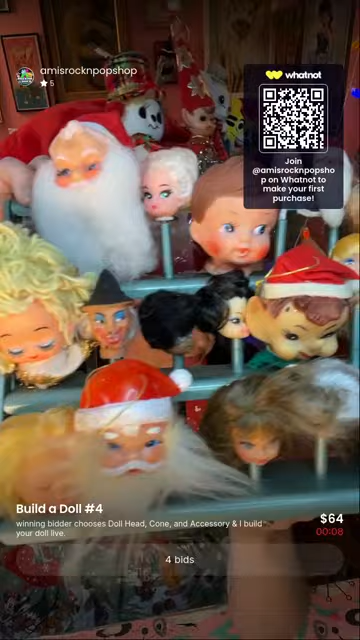 amisrocknpopshop
★ 5
whatnot
Join
@amisrocknpopsho
p on Whatnot to
make your first
purchase!
Build a Doll #4
$64
winning bidder chooses Doll Head, Cone, and Accessory & I build
your doll live.
00:08
4 bids